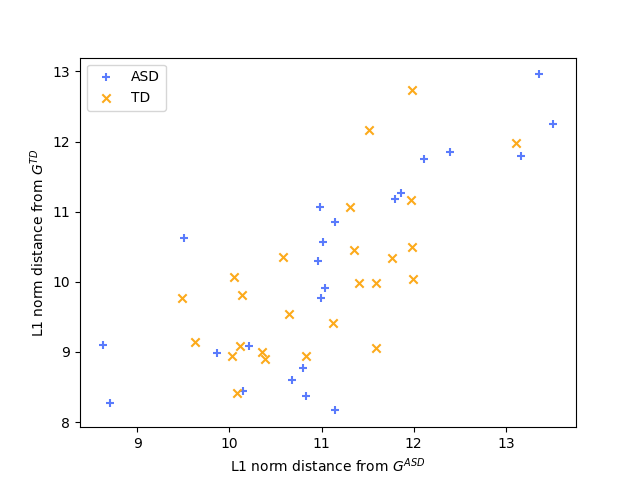 ASD
TD
13
12
11
10
9
8
9
10
11
12
13
L1 norm distance from G^{TD}
L1 norm distance from G^{ASD}